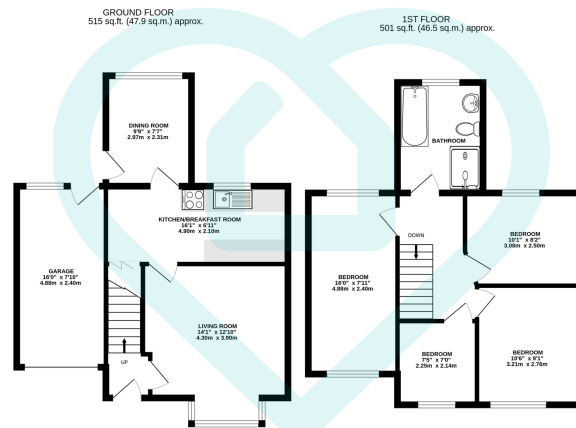 GROUND FLOOR
515 sq.ft. (47.9 sq.m.) approx.
1ST FLOOR
501 sq.ft. (46.5 sq.m.) approx.
DINING ROOM
9'9" x 7'7"
2.97m x 2.31m
BATHROOM
KITCHEN/BREAKFAST ROOM
16'1" x 6'11"
4.90m x 2.10m
DOWN
BEDROOM
10'1" x 8'2"
3.08m x 2.50m
GARAGE
16'0" x 7'10"
4.88m x 2.40m
BEDROOM
16'0" x 7'11"
4.88m x 2.40m
LIVING ROOM
14'1" x 12'10"
4.30m x 3.90m
UP
BEDROOM
7'5" x 7'0"
2.25m x 2.14m
BEDROOM
10'6" x 9'1"
3.21m x 2.76m